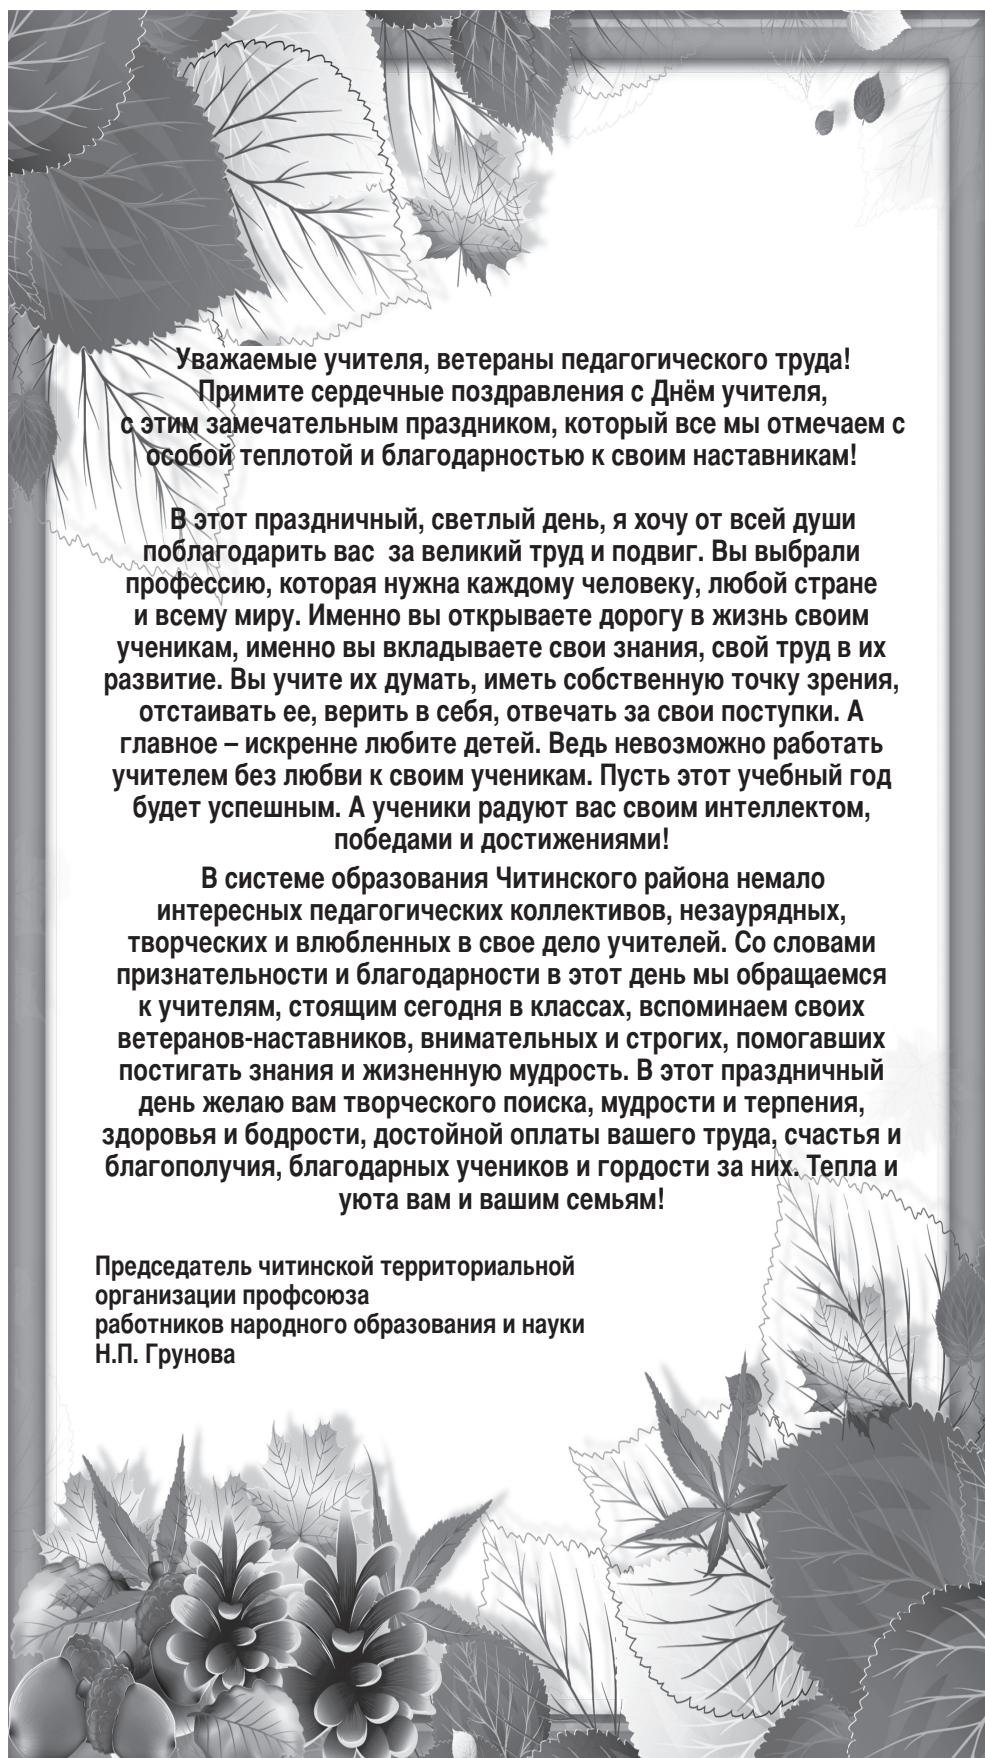 Уважаемые учителя, ветераны педагогического труда!
Примите сердечные поздравления с Днём учителя,
с этим замечательным праздником, который все мы отмечаем с
особой теплотой и благодарностью к своим наставникам!
В этот праздничный, светлый день, я хочу от всей души
поблагодарить вас за великий труд и подвиг. Вы выбрали
профессию, которая нужна каждому человеку, любой стране
и всему миру. Именно вы открываете дорогу в жизнь своим
ученикам, именно вы вкладываете свои знания, свой труд в их
развитие. Вы учите их думать, иметь собственную точку зрения,
отстаивать ее, верить в себя, отвечать за свои поступки. А
главное – искренне любите детей. Ведь невозможно работать
учителем без любви к своим ученикам. Пусть этот учебный год
будет успешным. А ученики радуют вас своим интеллектом,
победами и достижениями!
В системе образования Читинского района немало
интересных педагогических коллективов, незаурядных,
творческих и влюбленных в свое дело учителей. Со словами
признательности и благодарности в этот день мы обращаемся
к учителям, стоящим сегодня в классах, вспоминаем своих
ветеранов-наставников, внимательных и строгих, помогавших
постигать знания и жизненную мудрость. В этот праздничный
день желаю вам творческого поиска, мудрости и терпения,
здоровья и бодрости, достойной оплаты вашего труда, счастья и
благополучия, благодарных учеников и гордости за них. Тепла и
уюта вам и вашим семьям!
Председатель читинской территориальной
организации профсоюза
работников народного образования и науки
Н.П. Грунова